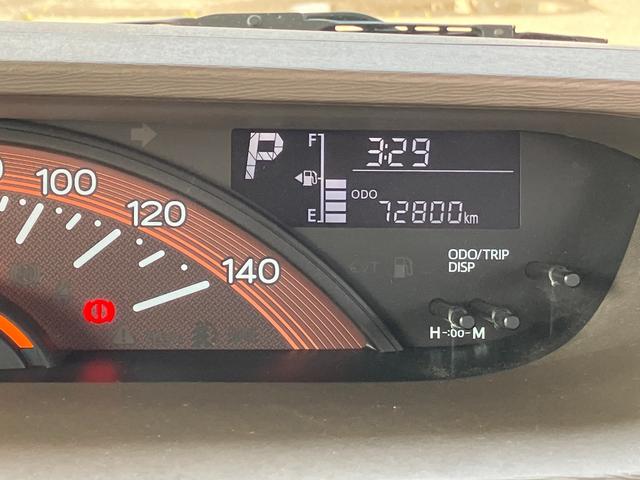 P
F
3:29
ODO
E
72800km
100
120
140
ODO/TRIP
DISP
H-:00-M